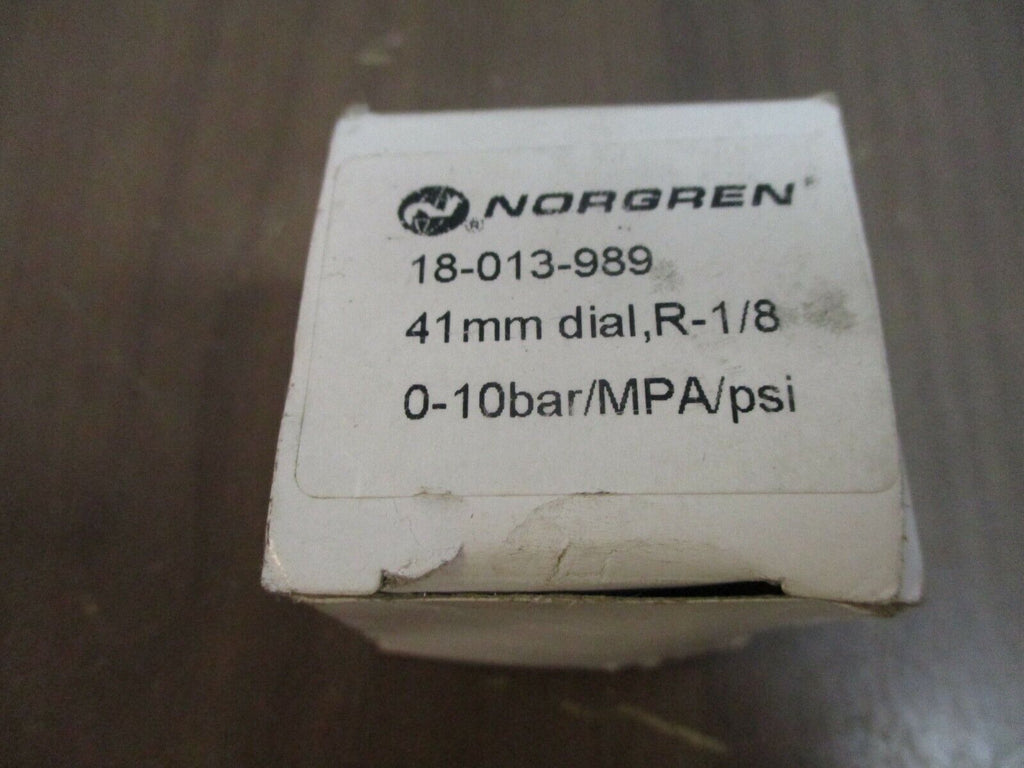 NORGREN
18-013-989
41mm dial,R-1/8
0-10bar/MPA/psi